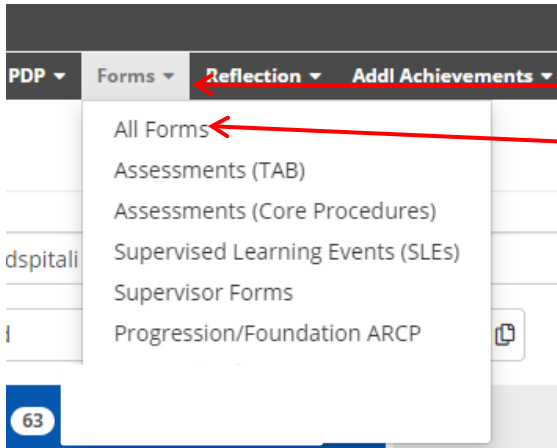 PDP Forms Reflection Addl Achievements
All Forms
Assessments (TAB)
Assessments (Core Procedures)
dspitali
Supervised Learning Events (SLEs)
Supervisor Forms
Progression/Foundation ARCP
63